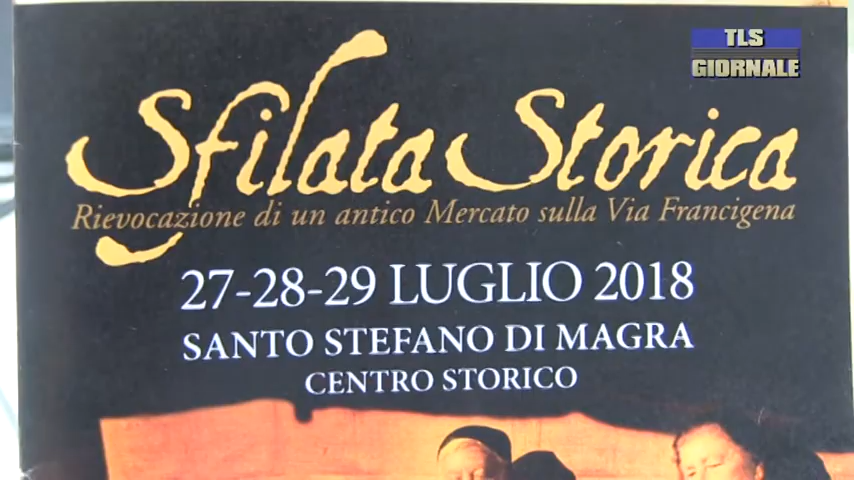 TLS
GIORNALE
Sfilata Storica
Rievocazione di un antico Mercato sulla Via Francigena
27-28-29 LUGLIO 2018
SANTO STEFANO DI MAGRA
CENTRO STORICO